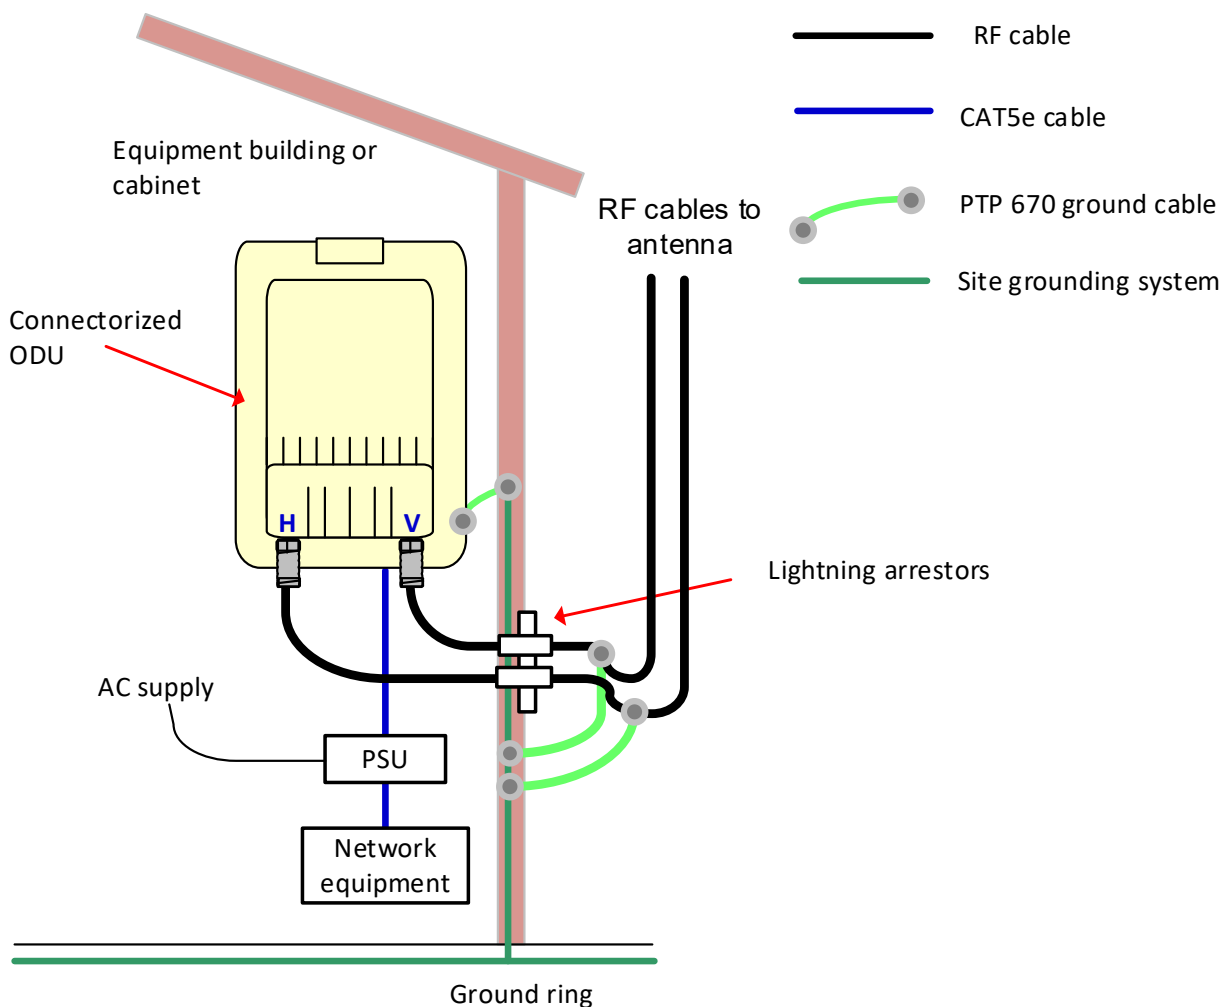 RF cable
CAT5e cable
Equipment building or
cabinet
RF cables to
antenna
PTP 670 ground cable
Site grounding system
Connectorized
ODU
H
V
Lightning arrestors
AC supply
PSU
Network
equipment
Ground ring